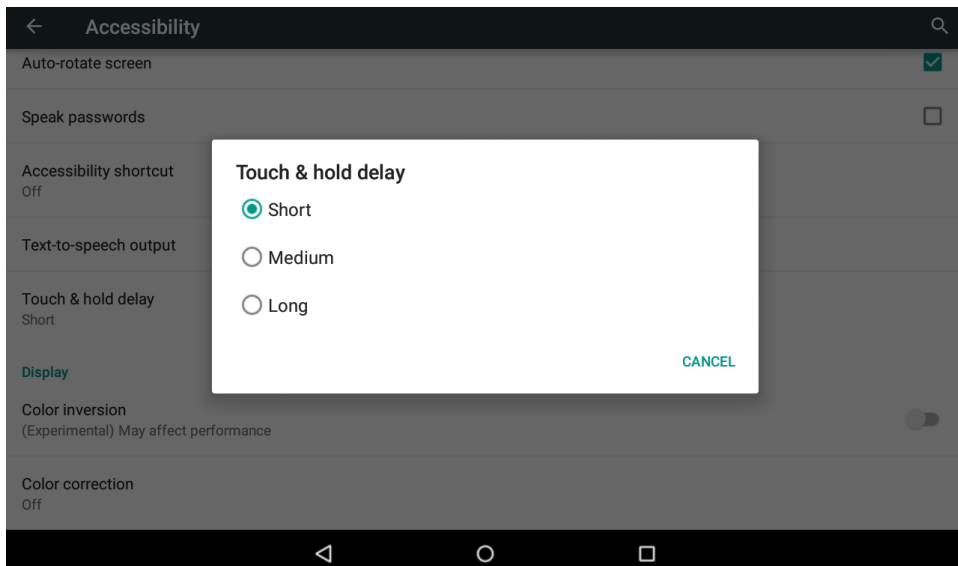 Accessibility
Auto-rotate screen
Speak passwords
Accessibility shortcut
Off
Text-to-speech output
Touch & hold delay
Short
Display
Color inversion
(Experimental) May affect performance
Color correction
Off
Touch & hold delay
Short
Medium
Long
CANCEL